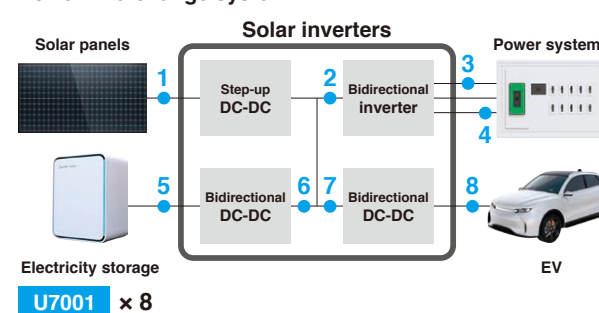 Solar inverters
Solar panels
Power system
1
2
3
Step-up
DC-DC
Bidirectional
inverter
4
5
6
7
8
Bidirectional
DC-DC
Bidirectional
DC-DC
Electricity storage
EV
U7001 × 8